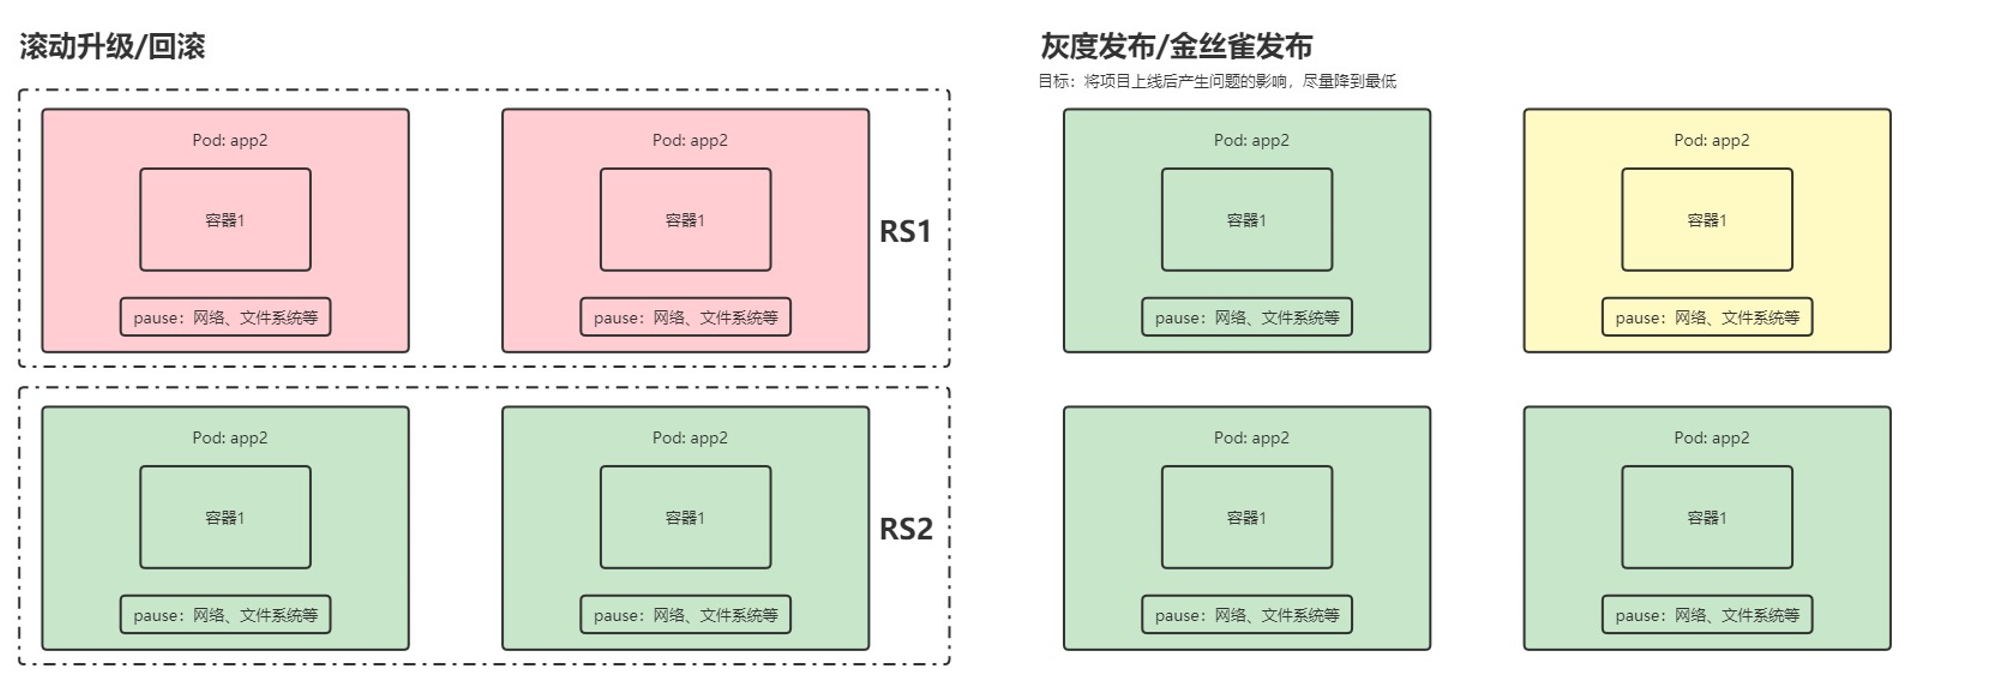 滚动升级/回滚
Pod: app2
容器1
pause：网络、文件系统等
Pod: app2
容器1
pause：网络、文件系统等
RS1
Pod: app2
容器1
pause：网络、文件系统等
Pod: app2
容器1
pause：网络、文件系统等
RS2
灰度发布/金丝雀发布
目标：将项目上线后产生问题的影响，尽量降到最低
Pod: app2
容器1
pause：网络、文件系统等
Pod: app2
容器1
pause：网络、文件系统等
Pod: app2
容器1
pause：网络、文件系统等
Pod: app2
容器1
pause：网络、文件系统等